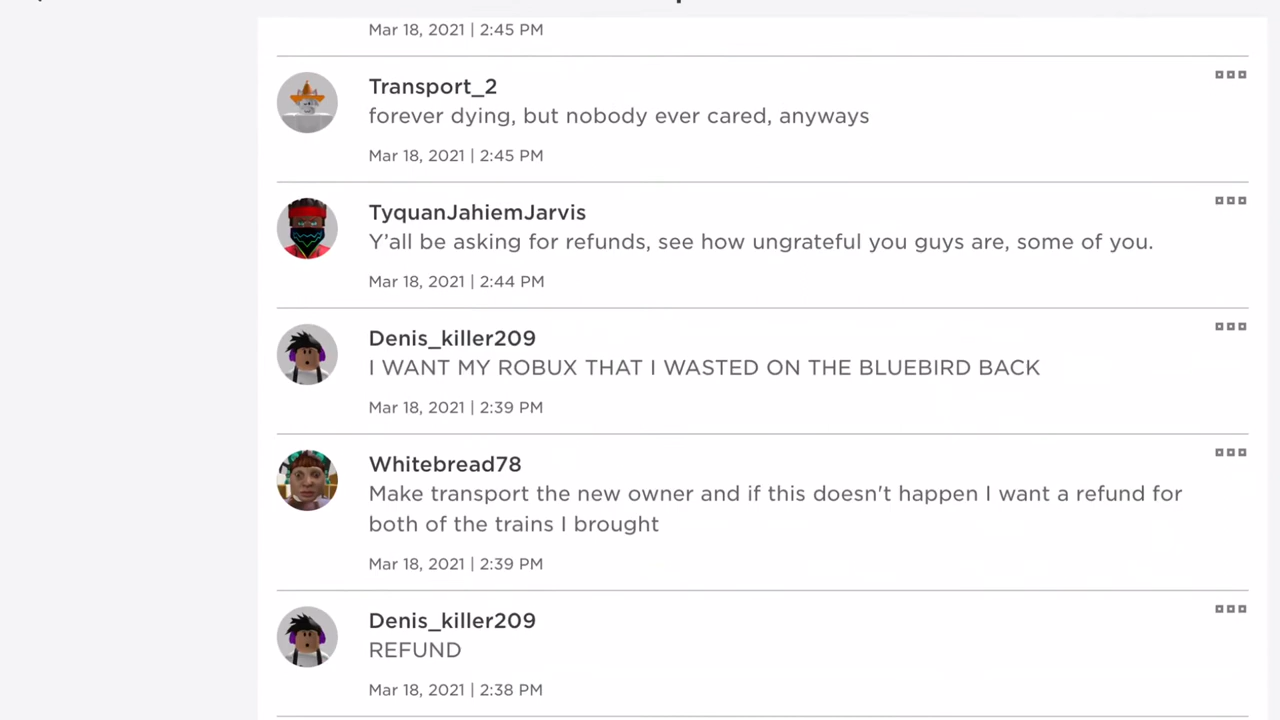 Mar 18, 2021 | 2:45 PM
Transport_2
forever dying, but nobody ever cared, anyways
Mar 18, 2021 | 2:45 PM
TyquanJahiemJarvis
Y’all be asking for refunds, see how ungrateful you guys are, some of you.
Mar 18, 2021 | 2:44 PM
Denis_killer209
I WANT MY ROBUX THAT I WASTED ON THE BLUEBIRD BACK
Mar 18, 2021 | 2:39 PM
Whitebread78
Make transport the new owner and if this doesn't happen I want a refund for
both of the trains I brought
Mar 18, 2021 | 2:39 PM
Denis_killer209
REFUND
Mar 18, 2021 | 2:38 PM